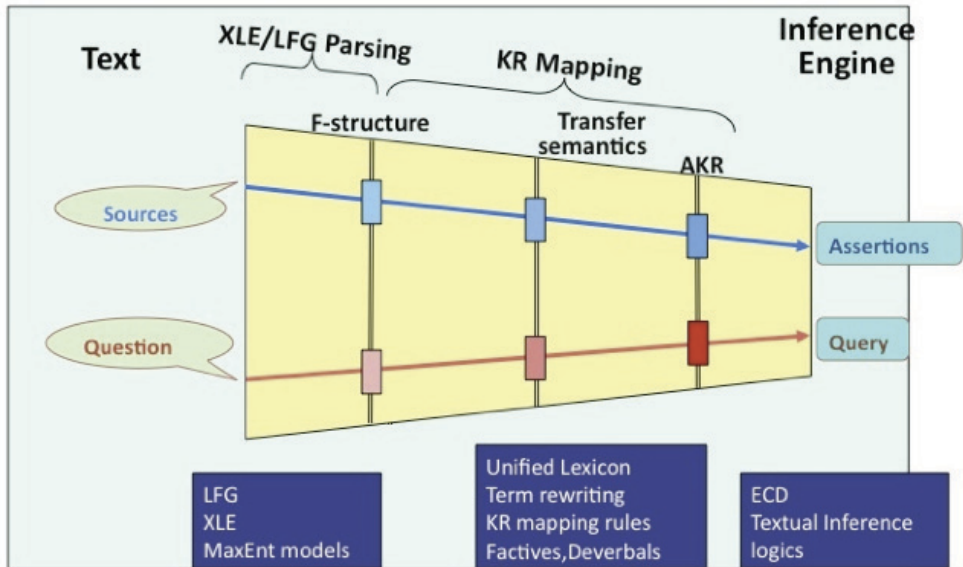 Text
XLE/LFG Parsing
KR Mapping
Inference
Engine
F-structure
Transfer
semantics
AKR
Sources
Assertions
Question
Query
LFG
XLE
MaxEnt models
Unified Lexicon
Term rewriting
KR mapping rules
Factives,Deverbals
ECD
Textual Inference
logics